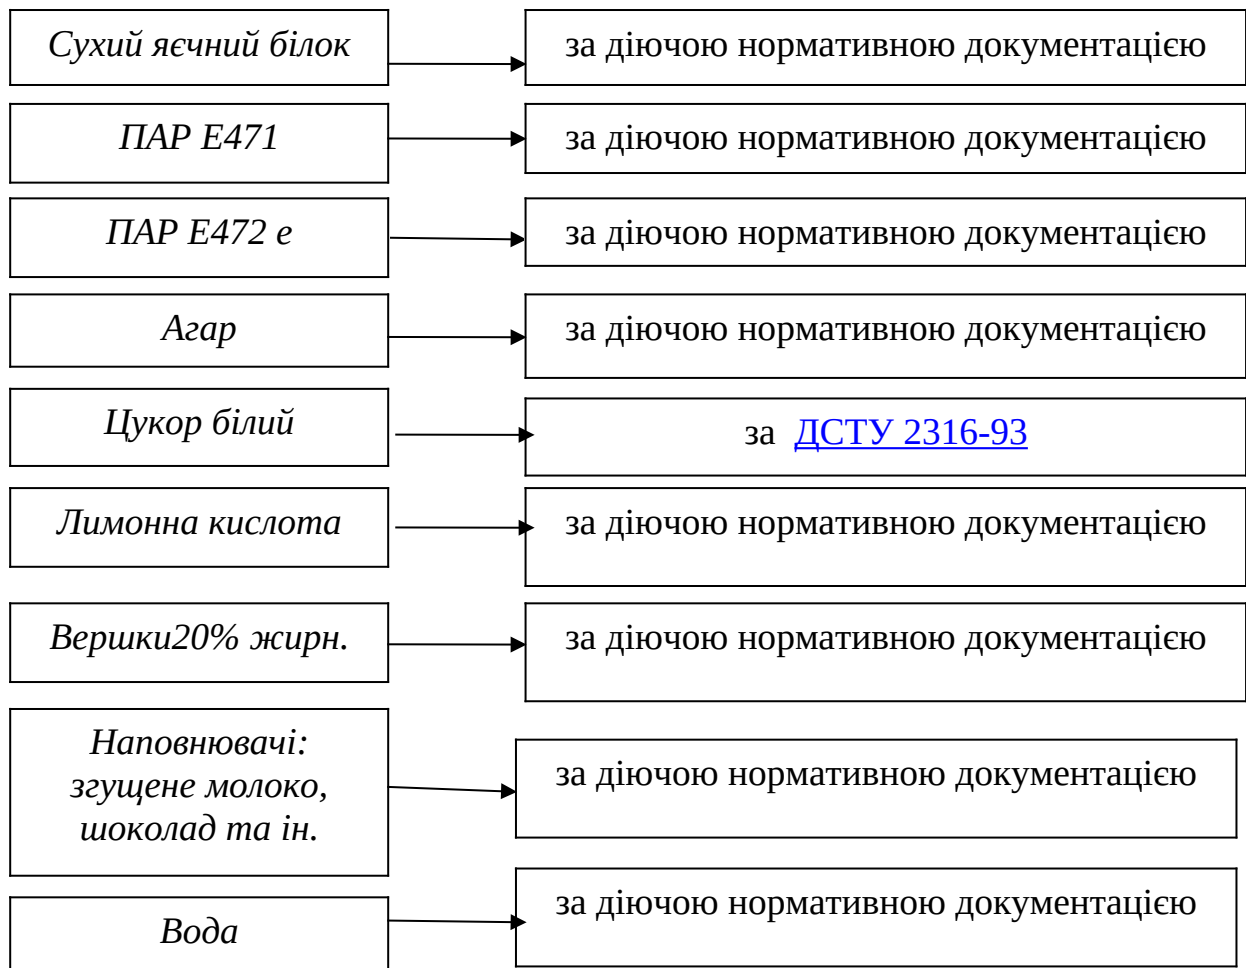 Сухий яєчний білок
за діючою нормативною документацією
ПАР Е471
за діючою нормативною документацією
ПАР Е472 е
за діючою нормативною документацією
Агар
за діючою нормативною документацією
Цукор білий
за ДСТУ 2316-93
Лимонна кислота
за діючою нормативною документацією
Вершки20% жирн.
за діючою нормативною документацією
Наповнювачі:
згущене молоко,
шоколад та ін.
за діючою нормативною документацією
Вода
за діючою нормативною документацією